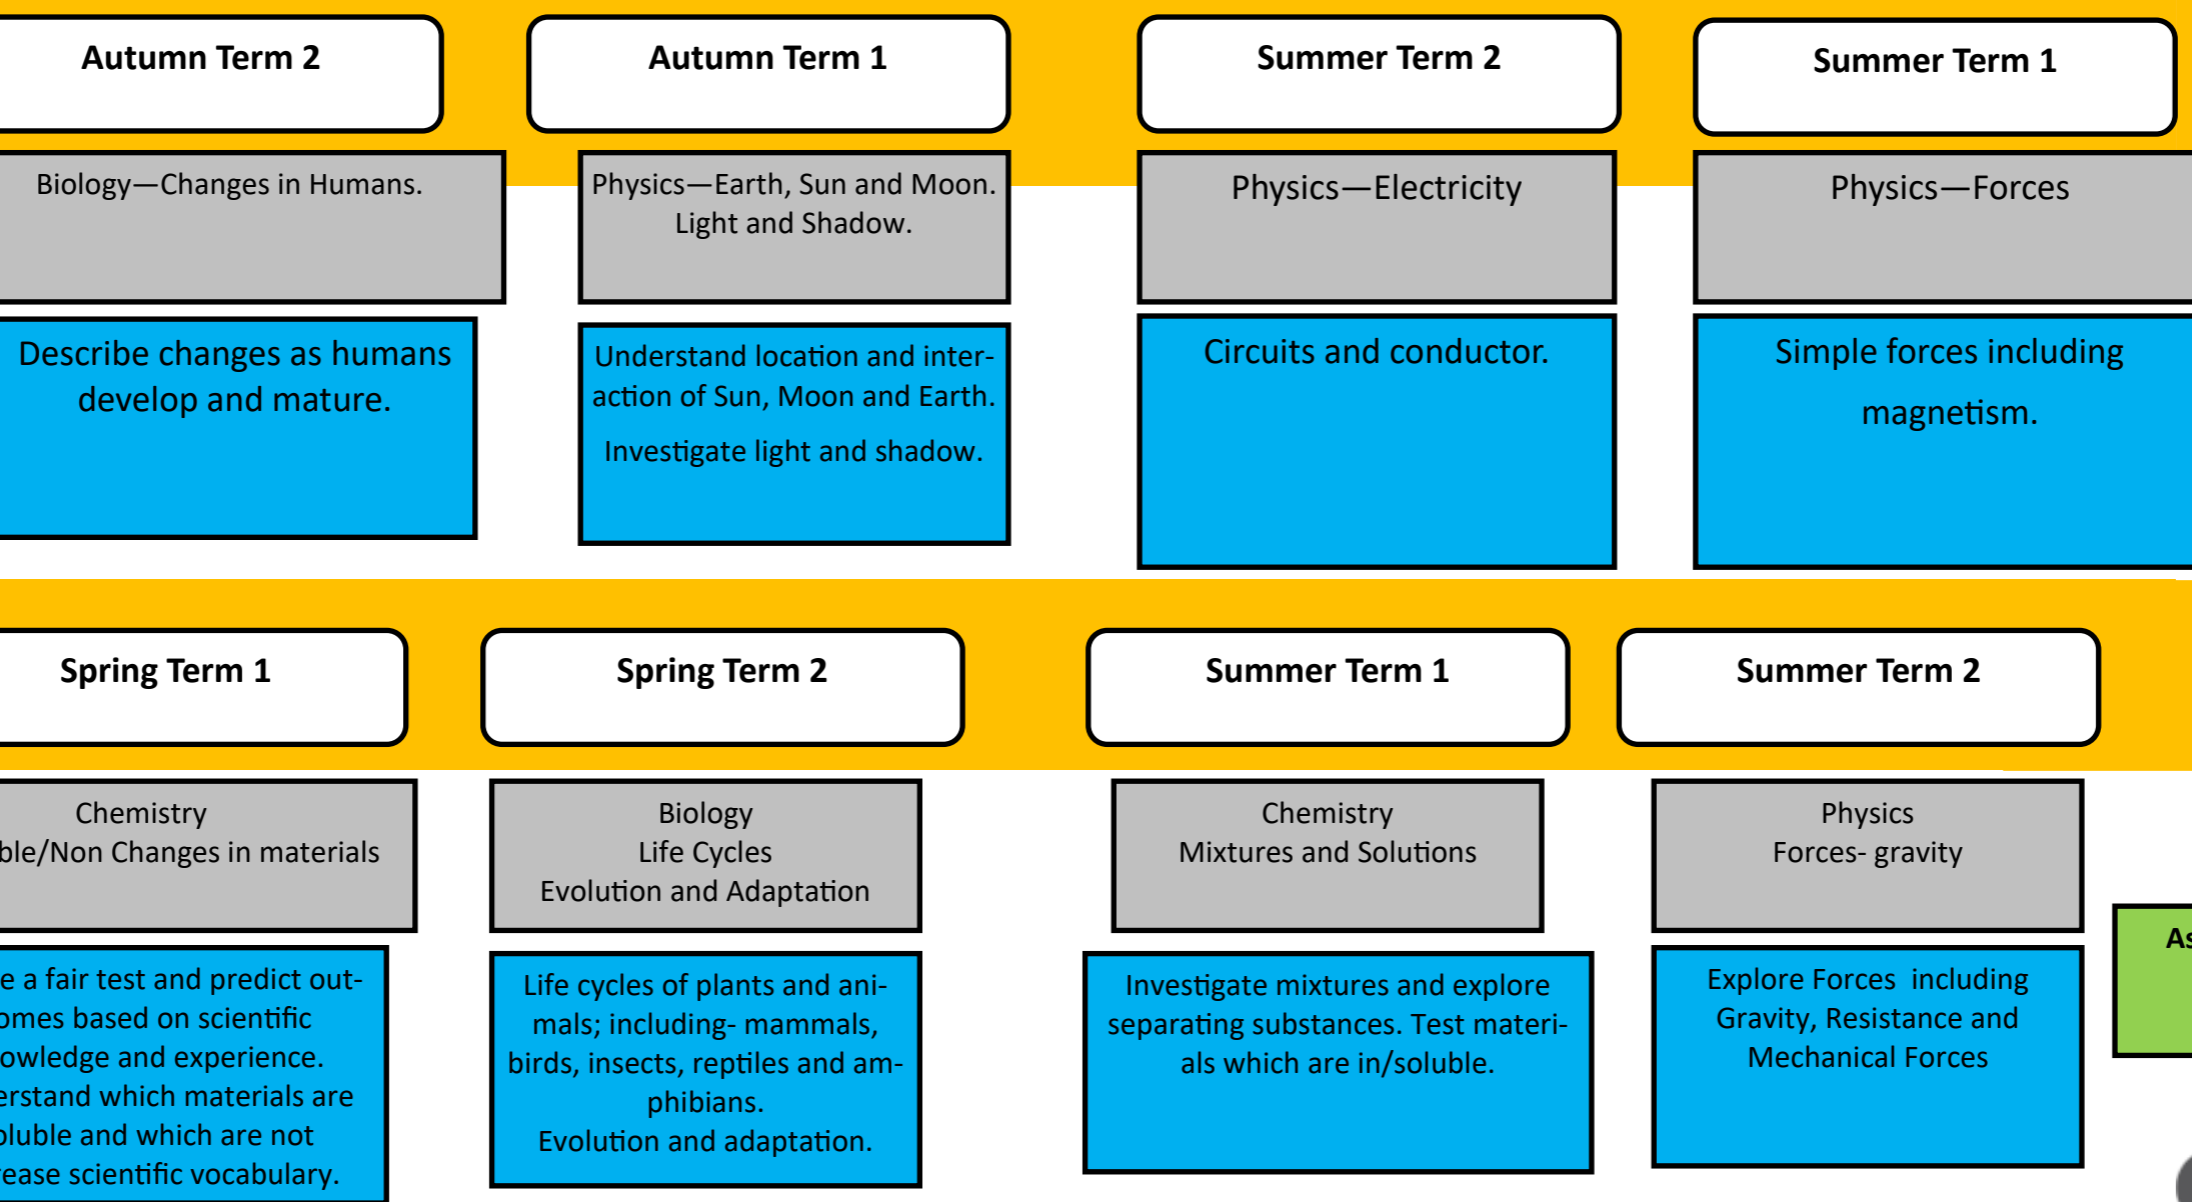 Autumn Term 2
Autumn Term 1
Summer Term 2
Summer Term 1
Biology—Changes in Humans.
Physics—Earth, Sun and Moon.
Light and Shadow.
Physics—Electricity
Physics—Forces
Describe changes as humans
develop and mature.
Understand location and inter-
action of Sun, Moon and Earth.
Investigate light and shadow.
Circuits and conductor.
Simple forces including
magnetism.
Spring Term 1
Spring Term 2
Summer Term 1
Summer Term 2
Chemistry
/Non Changes in materials
Biology
Life Cycles
Evolution and Adaptation
Chemistry
Mixtures and Solutions
Physics
Forces- gravity
a fair test and predict out-
comes based on scientific
knowledge and experience.
Understand which materials are
soluble and which are not
scientific vocabulary.
Life cycles of plants and ani-
mals; including- mammals,
birds, insects, reptiles and am-
phibians.
Evolution and adaptation.
Investigate mixtures and explore
separating substances. Test materi-
als which are in/soluble.
Explore Forces including
Gravity, Resistance and
Mechanical Forces